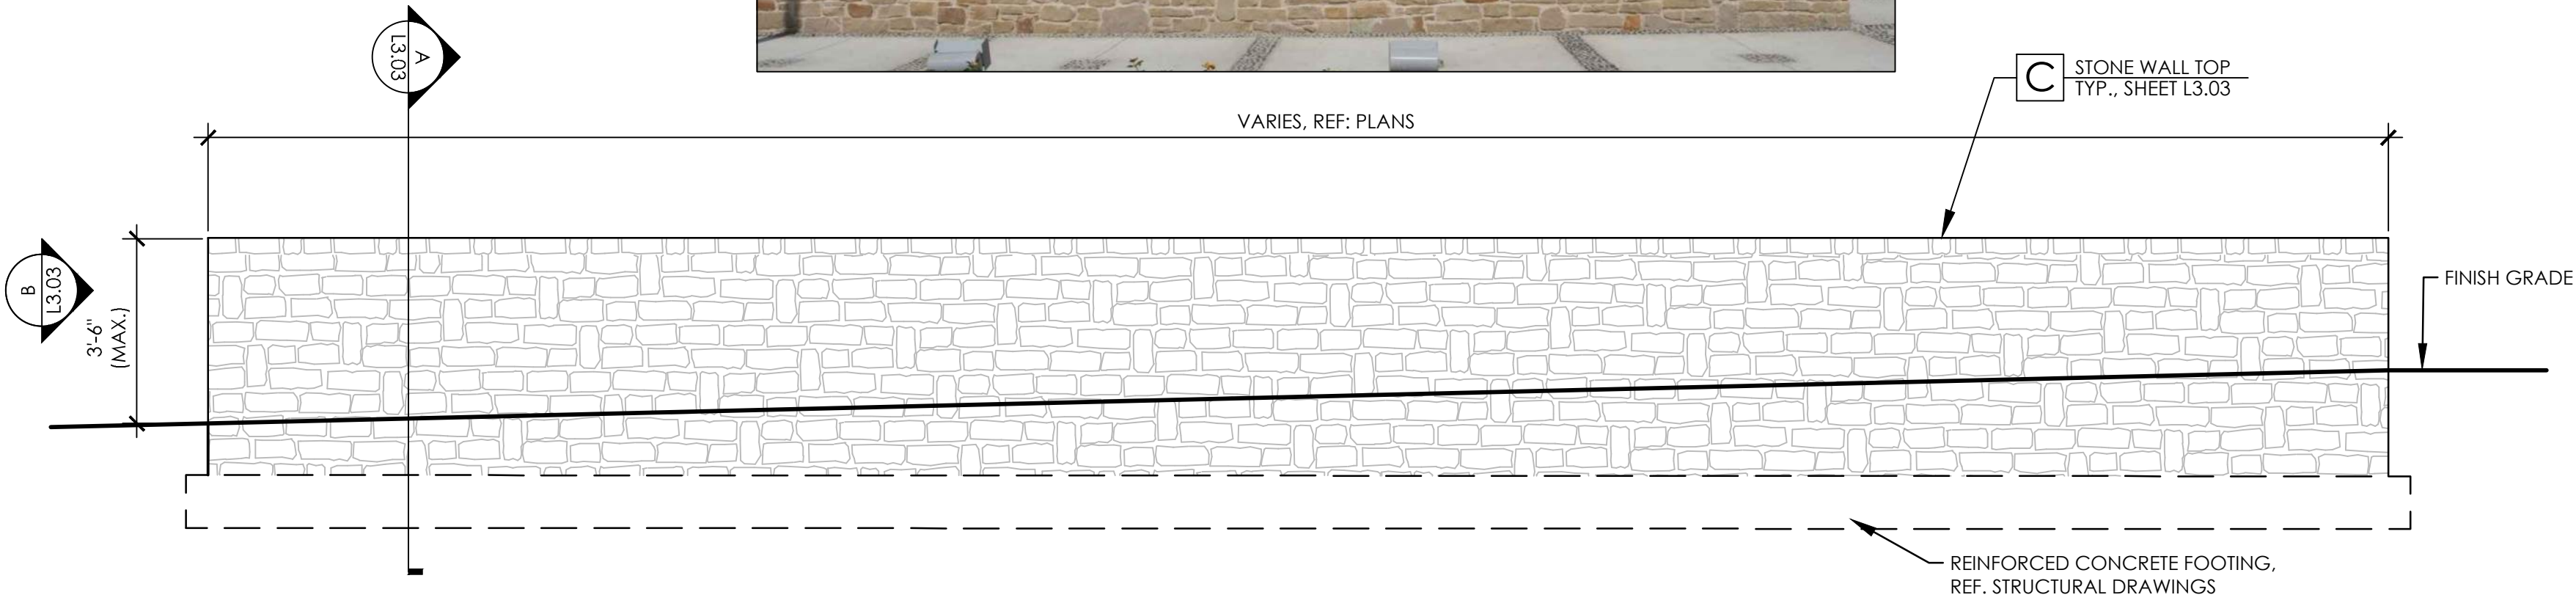 A
L3.03
C
STONE WALL TOP
TYP., SHEET L3.03
VARIES, REF: PLANS
B
L3.03
3'-6"
(MAX.)
FINISH GRADE
REINFORCED CONCRETE FOOTING,
REF. STRUCTURAL DRAWINGS